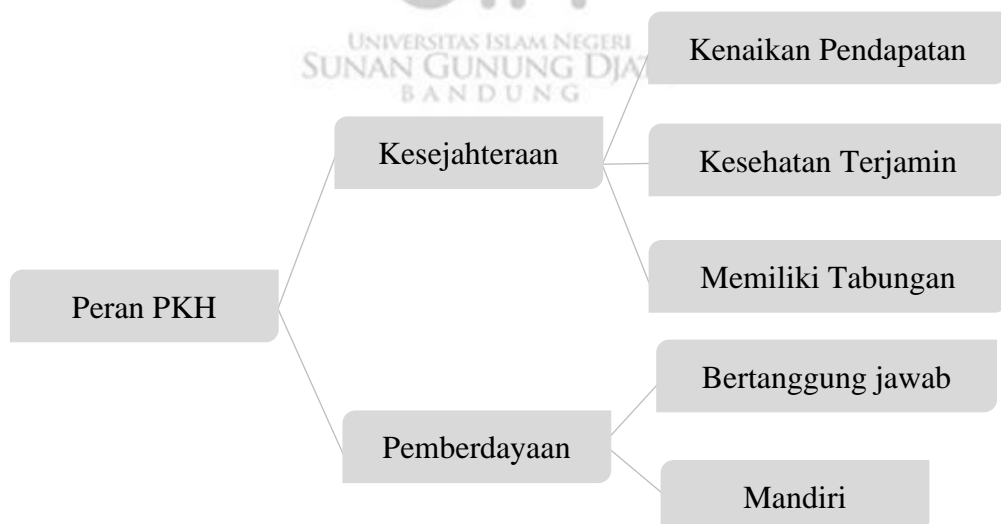 UNIVERSITAS ISLAM NEGERI
SUNAN GUNUNG
BANDUNG
Kenaikan Pendapatan
Kesejahteraan
Kesehatan Terjamin
Memiliki Tabungan
Peran PKH
Bertanggung jawab
Pemberdayaan
Mandiri